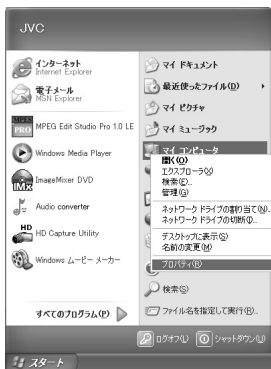 JVC
インターネット
Internet Explorer
電子メール
MSN Explorer
MPEG Edit Studio Pro 1.0 LE
Windows Media Player
ImageMixer DVD
Audio converter
HD Capture Utility
Windows ムービー メーカー
すべてのプログラム(P)
マイ ドキュメント
最近使ったファイル(D)
マイ ピクチャ
マイ ミュージック
マイ コンピュータ
開く(O)
エクスプローラ(X)
検索(E)...
管理(G)
ネットワーク ドライブの割り当て(N)...
ネットワーク ドライブの切断(I)...
デスクトップに表示(S)
名前の変更(M)
プロパティ(R)
検索(S)
ファイル名を指定して実行(R)...
ログオフ(L)
シャットダウン(U)
スタート